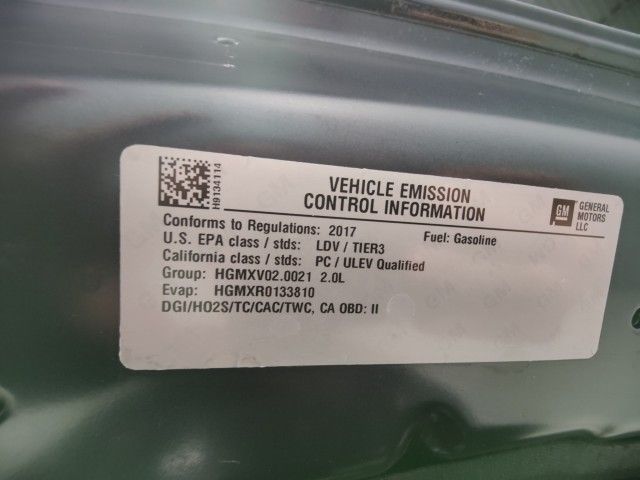 H9134114
VEHICLE EMISSION
CONTROL INFORMATION
GM
GENERAL
MOTORS
LLC
Conforms to Regulations: 2017
Fuel: Gasoline
U.S. EPA class / stds: LDV / TIER3
California class / stds: PC / ULEV Qualified
Group: HGMXV02.0021 2.0L
Evap: HGMXR0133810
DGI/HO2S/TC/CAC/TWC, CA OBD: II